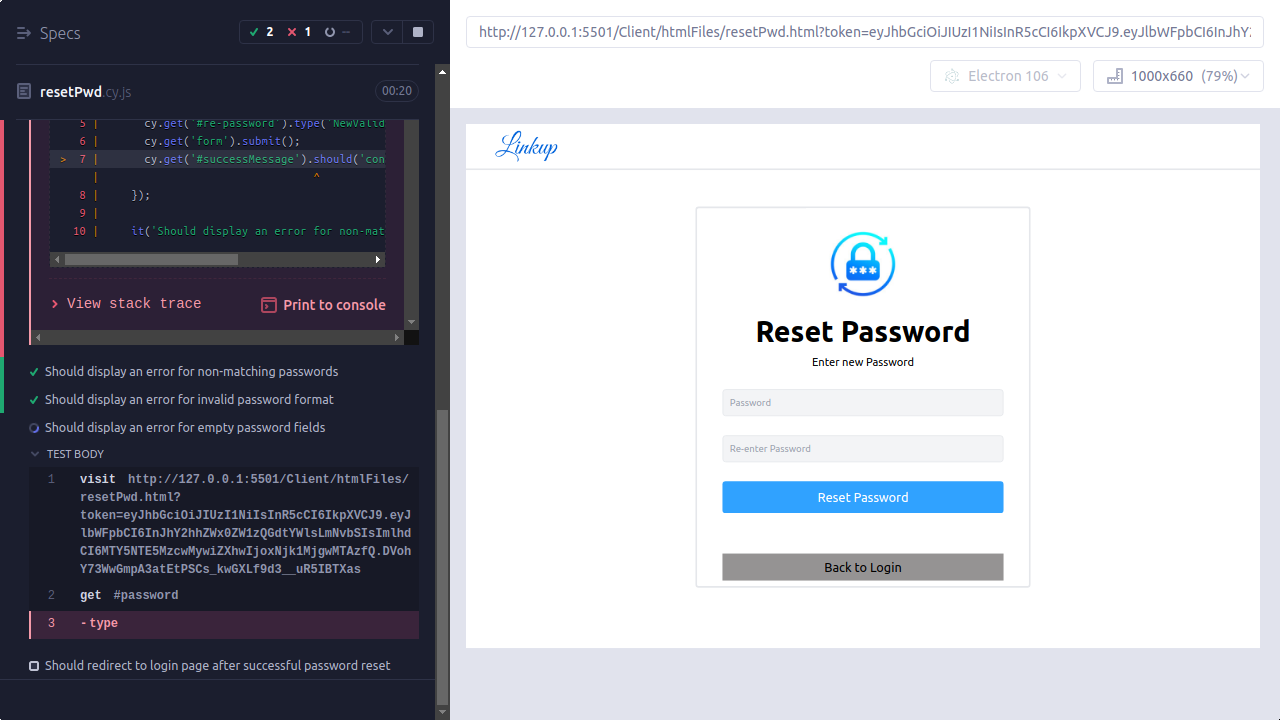 Specs
2
1
--
resetPwd.cy.js
00:20
5 | cy.get('#re-password').type('NewValid
6 | cy.get('form').submit();
> 7 | cy.get('#successMessage').should('con
| ^
8 | });
9 |
10 | it('Should display an error for non-mat
View stack trace
Print to console
Should display an error for non-matching passwords
Should display an error for invalid password format
Should display an error for empty password fields
TEST BODY
1 visit http://127.0.0.1:5501/Client/htmlFiles/
resetPwd.html?
token=eyJhbGciOiJIUzI1NiIsInR5cCI6IkpXVCJ9.eyJ
lbWFpbCI6InJhY2hhZWx0ZW1zQGdtYWlsLmNvbSIsImlhd
CI6MTY5NTE5MzcwMywiZXhwIjoxNjk1MjgwMTAzfQ.DVoh
Y73WwGmpA3atEtPSCs_kwGXLf9d3__uR5IBTXas
2 get #password
3 -type
Should redirect to login page after successful password reset
http://127.0.0.1:5501/Client/htmlFiles/resetPwd.html?token=eyJhbGciOiJIUzI1NiIsInR5cCI6IkpXVCJ9.eyJlbWFpbCI6InJhY2
Electron 106
1000x660 (79%)
Linkup
***
Reset Password
Enter new Password
Password
Re-enter Password
Reset Password
Back to Login